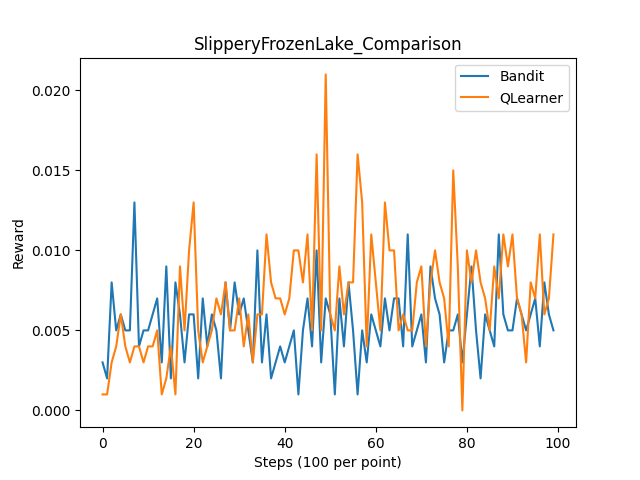 SlipperyFrozenLake_Comparison
Bandit
QLearner
0.020
0.015
0.010
0.005
0.000
Reward
0 20 40 60 80 100
Steps (100 per point)